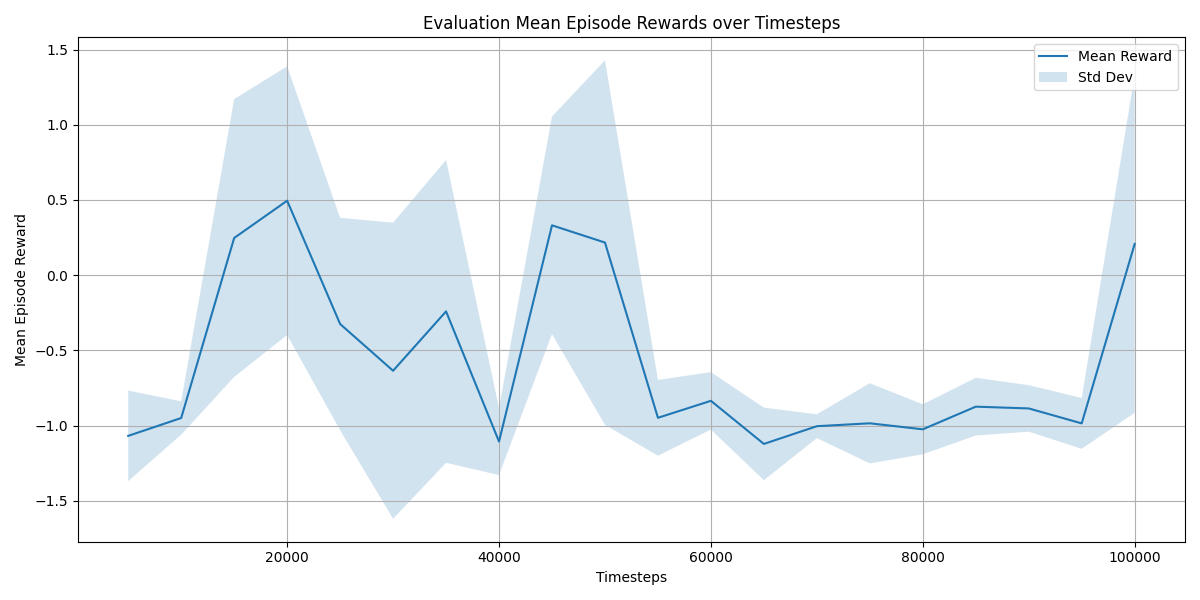 Evaluation Mean Episode Rewards over Timesteps
Mean Episode Reward
1.5
1.0
0.5
0.0
−0.5
−1.0
−1.5
Mean Reward
Std Dev
20000
40000
60000
80000
100000
Timesteps